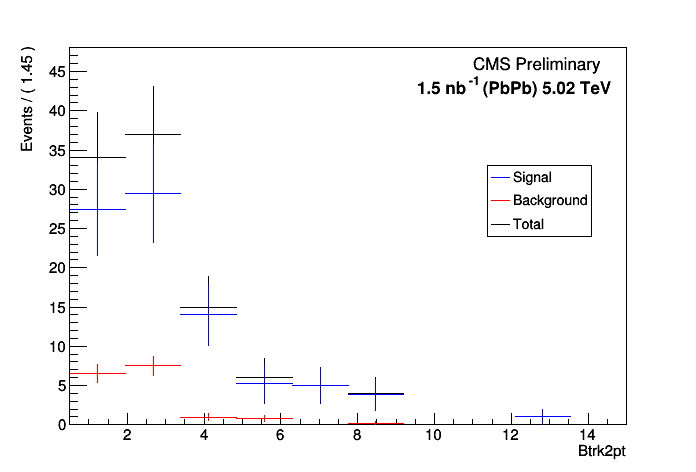 CMS Preliminary
1.5 nb⁻¹ (PbPb) 5.02 TeV
Events / ( 1.45 )
45
40
35
30
25
20
15
10
5
0
Signal
Background
Total
2 4 6 8 10 12 14
Btrk2pt